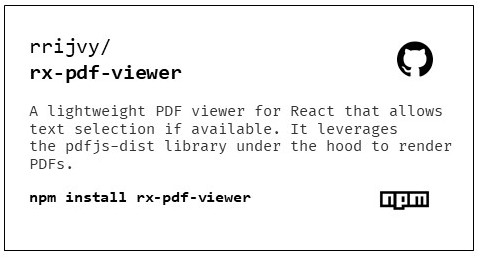 rrijvy/
rx-pdf-viewer
A lightweight PDF viewer for React that allows
text selection if available. It leverages
the pdfjs-dist library under the hood to render
PDFs.
npm install rx-pdf-viewer
npm